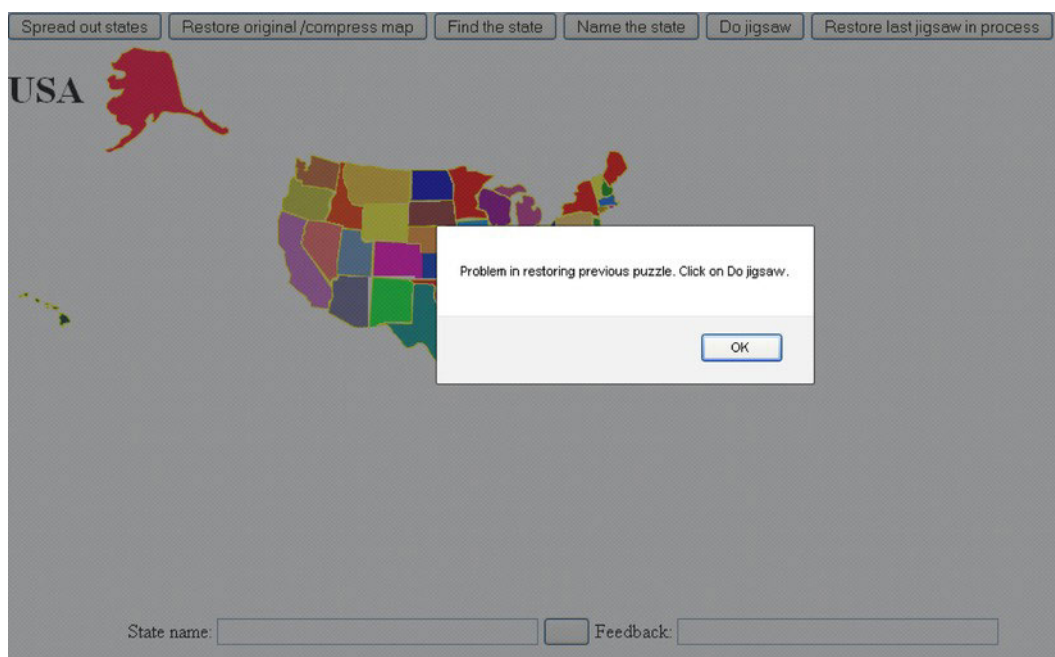 Spread out states Restore original /compress map Find the state Name the state Do jigsaw Restore last jigsaw in process
USA
Problem in restoring previous puzzle. Click on Do jigsaw.
OK
State name: Feedback: